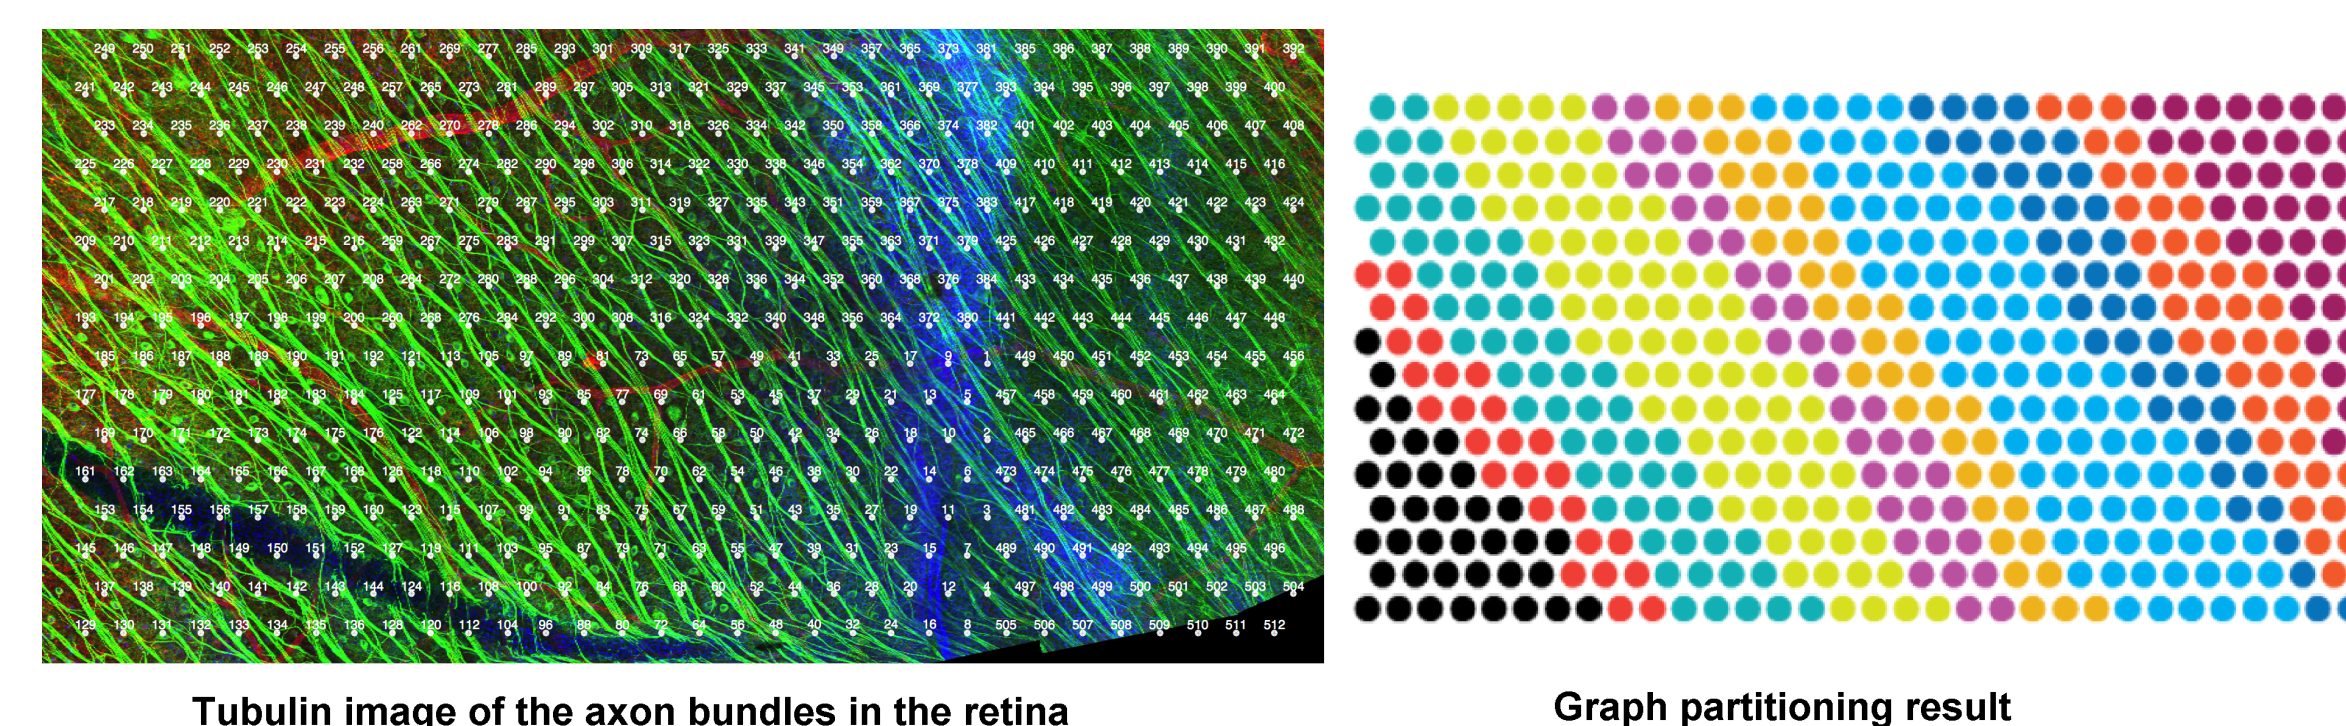 249 250 251 252 253 254 255 256 261 269 277 285 293 301 309 317 325 333 341 349 357 365 373 381 385 386 387 388 389 390 391 392
241 242 243 244 245 246 247 248 257 265 273 281 289 297 305 313 321 329 337 345 353 361 369 377 393 394 395 396 397 398 399 400
233 234 235 236 237 238 239 240 262 270 278 286 294 302 310 318 326 334 342 350 358 366 374 382 401 402 403 404 405 406 407 408
225 226 227 228 229 230 231 232 258 266 274 282 290 298 306 314 322 330 338 346 354 362 370 378 409 410 411 412 413 414 415 416
217 218 219 220 221 222 223 224 263 271 279 287 295 303 311 319 327 335 343 351 359 367 375 383 417 418 419 420 421 422 423 424
209 210 211 212 213 214 215 216 259 267 275 283 291 299 307 315 323 331 339 347 355 363 371 379 425 426 427 428 429 430 431 432
201 202 203 204 205 206 207 208 264 272 280 288 296 304 312 320 328 336 344 352 360 368 376 384 433 434 435 436 437 438 439 440
193 194 195 196 197 198 199 200 260 268 276 284 292 300 308 316 324 332 340 348 356 364 372 380 441 442 443 444 445 446 447 448
185 186 187 188 189 190 191 192 121 113 105 97 89 81 73 65 57 49 41 33 25 17 9 1 449 450 451 452 453 454 455 456
177 178 179 180 181 182 183 184 125 117 109 101 93 85 77 69 61 53 45 37 29 21 13 5 457 458 459 460 461 462 463 464
169 170 171 172 173 174 175 176 122 114 106 98 90 82 74 66 58 50 42 34 26 18 10 2 465 466 467 468 469 470 471 472
161 162 163 164 165 166 167 168 126 118 110 102 94 86 78 70 62 54 46 38 30 22 14 6 473 474 475 476 477 478 479 480
153 154 155 156 157 158 159 160 123 115 107 99 91 83 75 67 59 51 43 35 27 19 11 3 481 482 483 484 485 486 487 488
145 146 147 148 149 150 151 152 127 119 111 103 95 87 79 71 63 55 47 39 31 23 15 7 489 490 491 492 493 494 495 496
137 138 139 140 141 142 143 144 124 116 108 100 92 84 76 68 60 52 44 36 28 20 12 4 497 498 499 500 501 502 503 504
129 130 131 132 133 134 135 136 128 120 112 104 96 88 80 72 64 56 48 40 32 24 16 8 505 506 507 508 509 510 511 512
Tubulin image of the axon bundles in the retina
Graph partitioning result